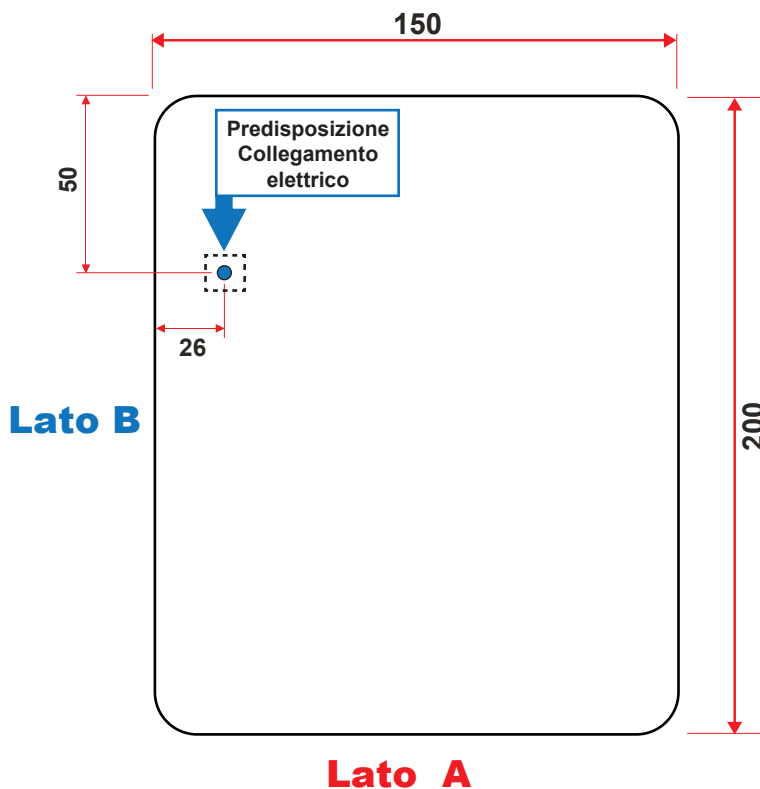 150
Predisposizione
Collegamento
elettrico
50
26
Lato B
200
Lato A